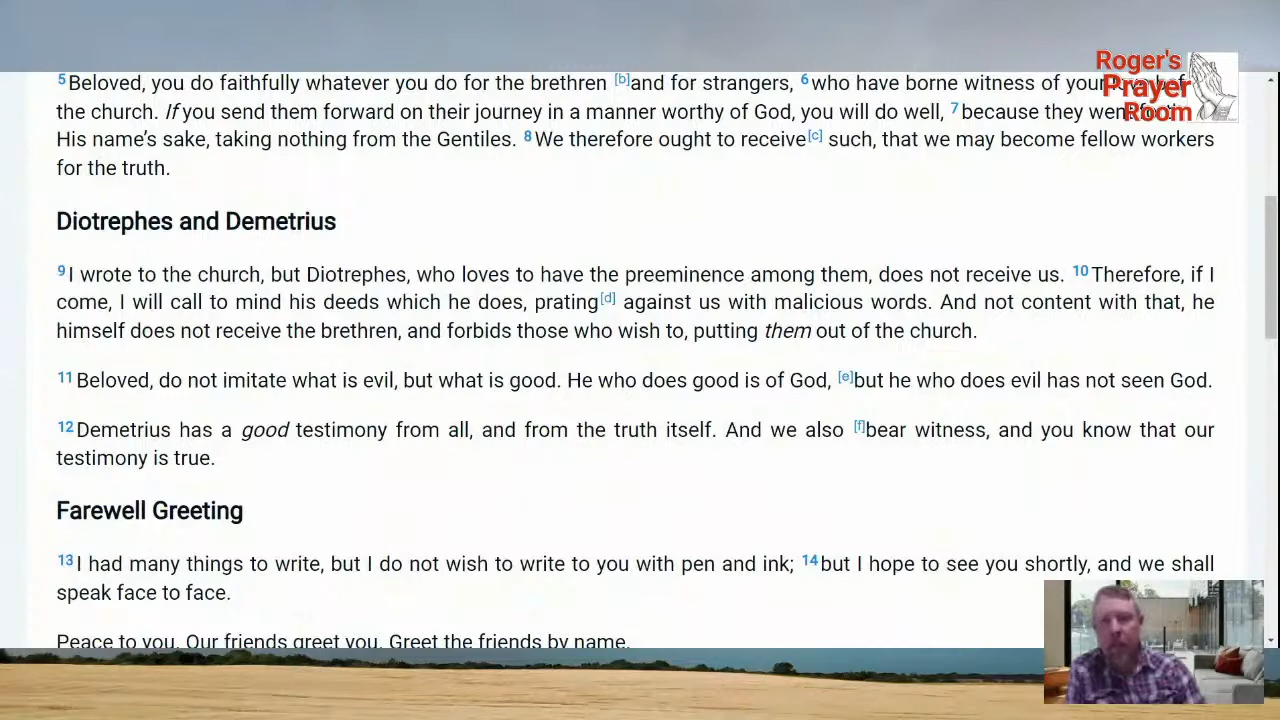 Roger's
Prayer
Room
5 Beloved, you do faithfully whatever you do for the brethren [b]and for strangers, 6 who have borne witness of your
the church. If you send them forward on their journey in a manner worthy of God, you will do well, 7 because they went
His name's sake, taking nothing from the Gentiles. 8 We therefore ought to receive[c] such, that we may become fellow workers
for the truth.
Diotrephes and Demetrius
9 I wrote to the church, but Diotrephes, who loves to have the preeminence among them, does not receive us. 10 Therefore, if I
come, I will call to mind his deeds which he does, prating[d] against us with malicious words. And not content with that, he
himself does not receive the brethren, and forbids those who wish to, putting them out of the church.
11 Beloved, do not imitate what is evil, but what is good. He who does good is of God, [e]but he who does evil has not seen God.
12 Demetrius has a good testimony from all, and from the truth itself. And we also [f]bear witness, and you know that our
testimony is true.
Farewell Greeting
13 I had many things to write, but I do not wish to write to you with pen and ink; 14 but I hope to see you shortly, and we shall
speak face to face.
Peace to you. Our friends greet you. Greet the friends by name.